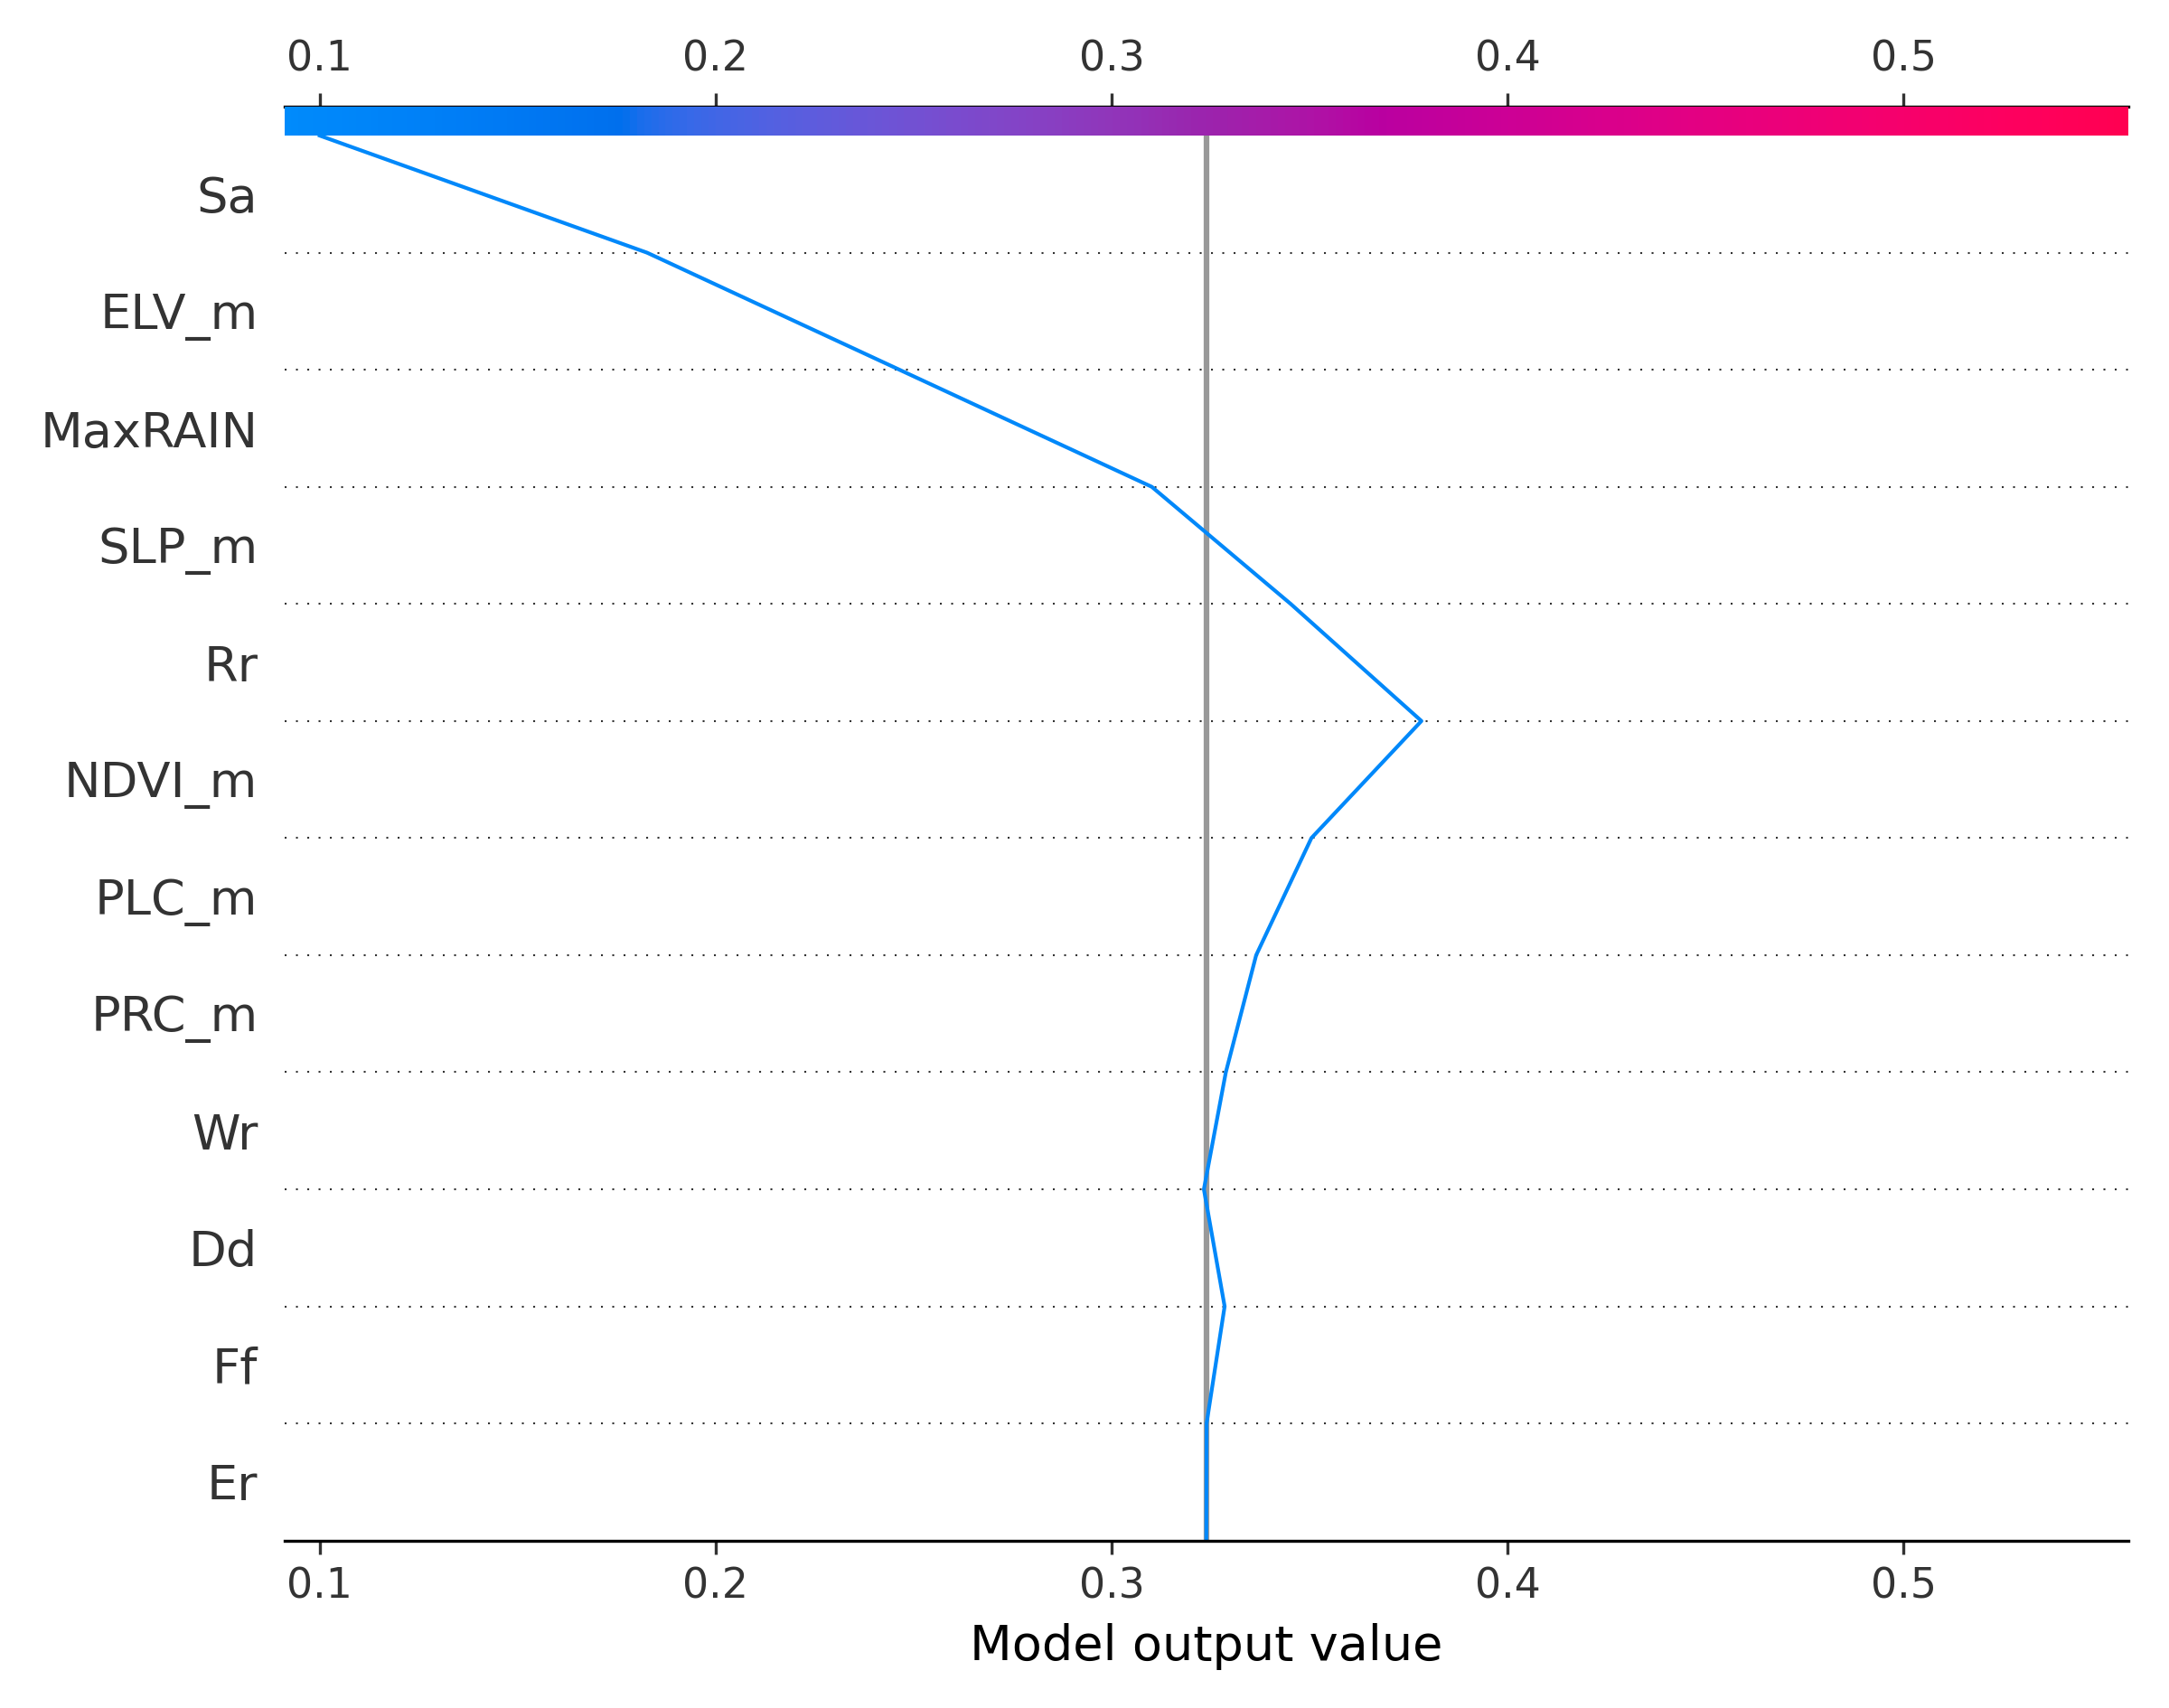 0.1 0.2 0.3 0.4 0.5
Sa
ELV_m
MaxRAIN
SLP_m
Rr
NDVI_m
PLC_m
PRC_m
Wr
Dd
Ff
Er
0.1 0.2 0.3 0.4 0.5
Model output value